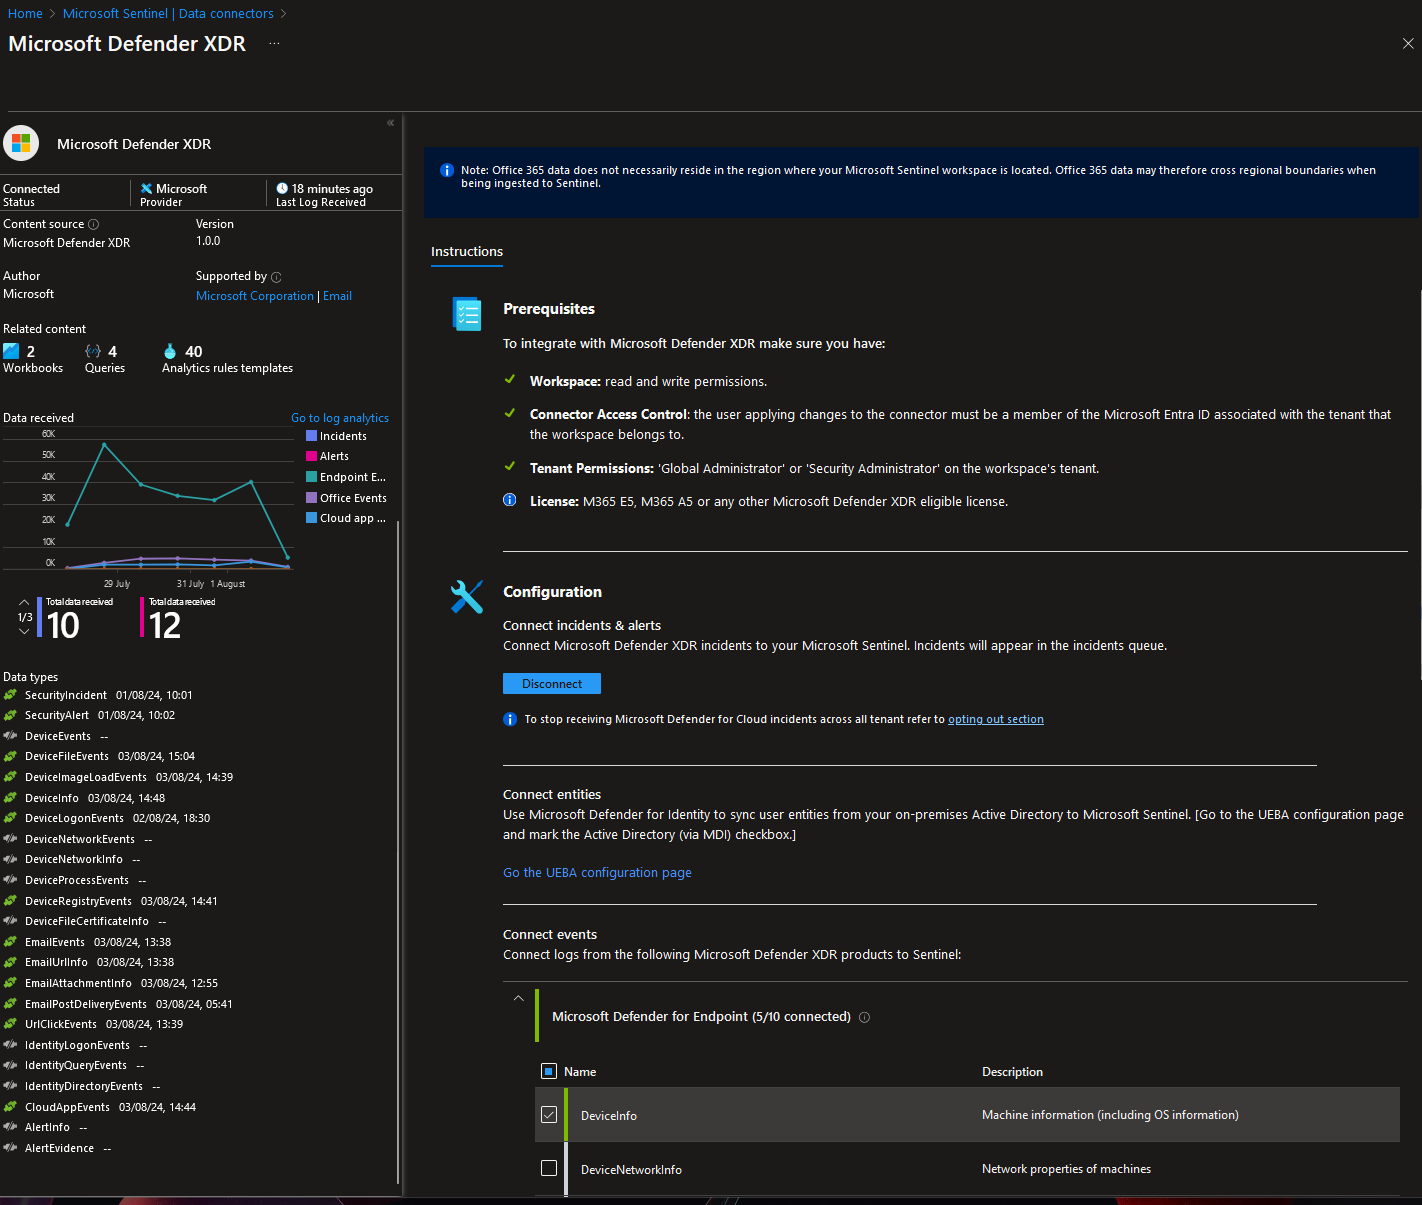 Home > Microsoft Sentinel | Data connectors >
Microsoft Defender XDR ...
«
Microsoft Defender XDR
Connected
Status
Microsoft
Provider
18 minutes ago
Last Log Received
Content source
Microsoft Defender XDR
Version
1.0.0
Author
Microsoft
Supported by
Microsoft Corporation | Email
Related content
2
Workbooks
4
Queries
40
Analytics rules templates
Data received
Go to log analytics
60K
50K
40K
30K
20K
10K
0K
29 July
31 July
1 August
Incidents
Alerts
Endpoint E...
Office Events
Cloud app ...
1/3
Total data received
10
Total data received
12
Data types
SecurityIncident 01/08/24, 10:01
SecurityAlert 01/08/24, 10:02
DeviceEvents --
DeviceFileEvents 03/08/24, 15:04
DeviceImageLoadEvents 03/08/24, 14:39
DeviceInfo 03/08/24, 14:48
DeviceLogonEvents 02/08/24, 18:30
DeviceNetworkEvents --
DeviceNetworkInfo --
DeviceProcessEvents --
DeviceRegistryEvents 03/08/24, 14:41
DeviceFileCertificateInfo --
EmailEvents 03/08/24, 13:38
EmailUrlInfo 03/08/24, 13:38
EmailAttachmentInfo 03/08/24, 12:55
EmailPostDeliveryEvents 03/08/24, 05:41
UrlClickEvents 03/08/24, 13:39
IdentityLogonEvents --
IdentityQueryEvents --
IdentityDirectoryEvents --
CloudAppEvents 03/08/24, 14:44
AlertInfo --
AlertEvidence --
Note: Office 365 data does not necessarily reside in the region where your Microsoft Sentinel workspace is located. Office 365 data may therefore cross regional boundaries when
being ingested to Sentinel.
Instructions
Prerequisites
To integrate with Microsoft Defender XDR make sure you have:
Workspace: read and write permissions.
Connector Access Control: the user applying changes to the connector must be a member of the Microsoft Entra ID associated with the tenant that
the workspace belongs to.
Tenant Permissions: 'Global Administrator' or 'Security Administrator' on the workspace's tenant.
License: M365 E5, M365 A5 or any other Microsoft Defender XDR eligible license.
Configuration
Connect incidents & alerts
Connect Microsoft Defender XDR incidents to your Microsoft Sentinel. Incidents will appear in the incidents queue.
Disconnect
To stop receiving Microsoft Defender for Cloud incidents across all tenant refer to opting out section
Connect entities
Use Microsoft Defender for Identity to sync user entities from your on-premises Active Directory to Microsoft Sentinel. [Go to the UEBA configuration page
and mark the Active Directory (via MDI) checkbox.]
Go the UEBA configuration page
Connect events
Connect logs from the following Microsoft Defender XDR products to Sentinel:
Microsoft Defender for Endpoint (5/10 connected)
Name
Description
DeviceInfo
Machine information (including OS information)
DeviceNetworkInfo
Network properties of machines